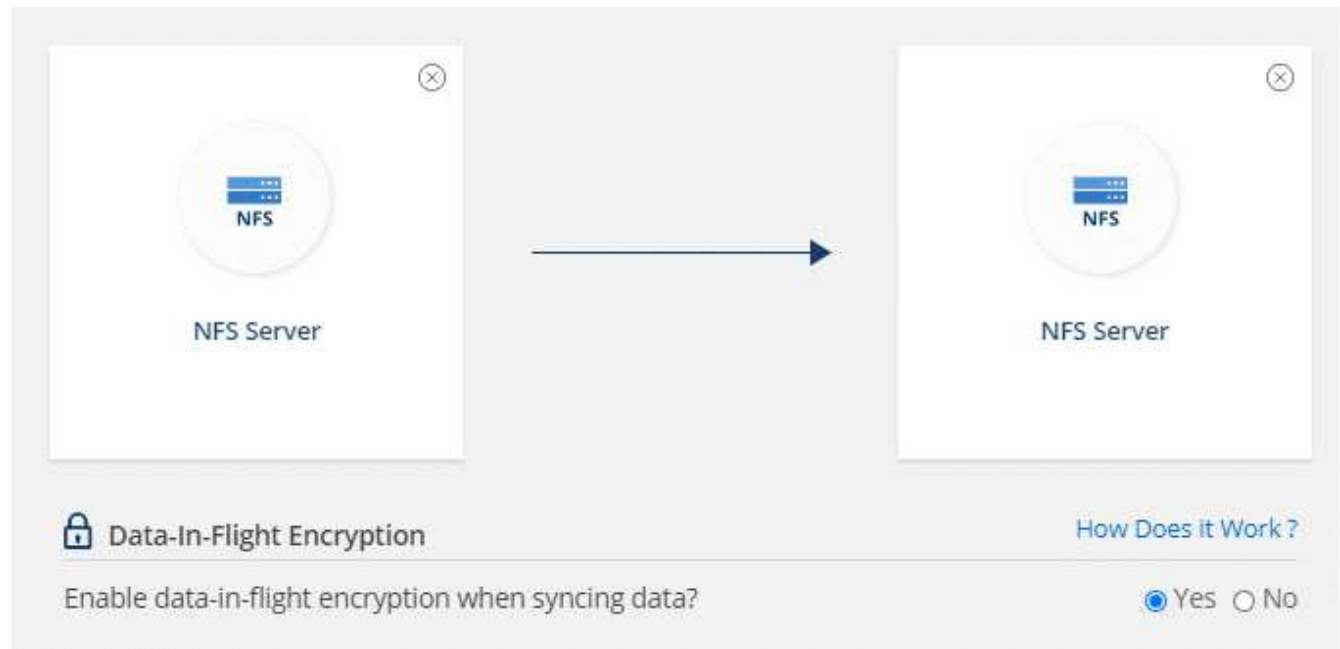 NFS
NFS
NFS Server
NFS Server
Data-In-Flight Encryption
How Does it Work ?
Enable data-in-flight encryption when syncing data?
Yes
No